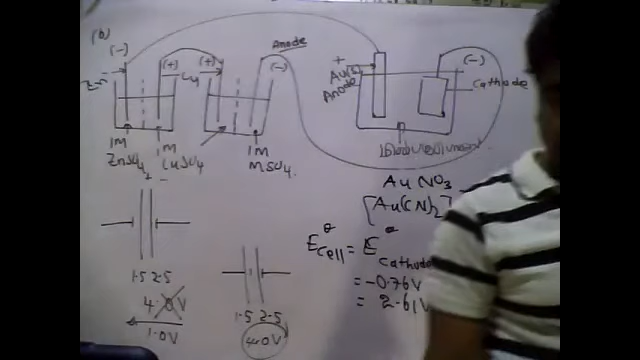 (b)
(-)
(+)
Cu
(+)
Anode
(-)
+
Au(s)
Anode
(-)
Cathode
Zn
1M
ZnSO4
1M
CuSO4
1M
MSO4
AuNO3
[Au(CN)2]
E°cell = E°cathode
= -0.76V
= 2.61V
+ -
1.5 2.5
4.0V
1.0V
1.5 2.5
4.0V